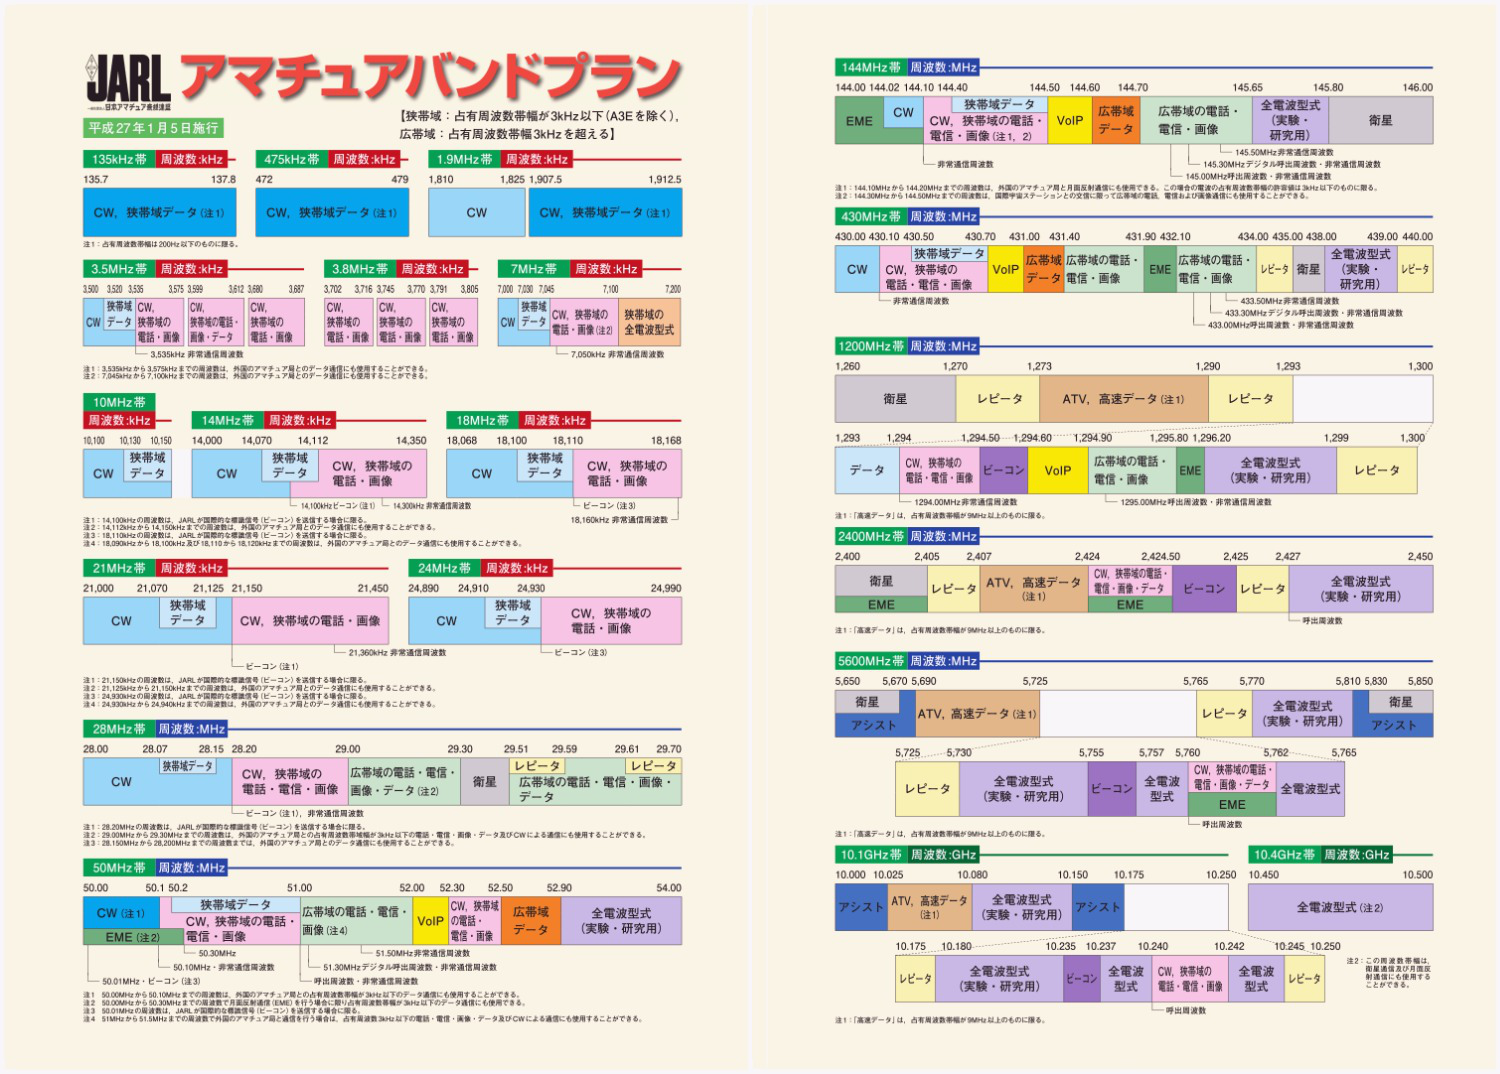 JARL アマチュアバンドプラン
一般社団法人 日本アマチュア無線連盟
【狭帯域：占有周波数帯幅が3kHz以下（A3Eを除く），
平成27年1月5日施行
広帯域：占有周波数帯幅3kHzを超える】
135kHz帯 周波数:kHz 475kHz帯 周波数:kHz 1.9MHz帯 周波数:kHz
135.7 137.8 472 479 1,810 1,825 1,907.5 1,912.5
CW，狭帯域データ（注1） CW，狭帯域データ（注1） CW CW，狭帯域データ（注1）
注1：占有周波数帯幅は200Hz以下のものに限る。
3.5MHz帯 周波数:kHz 3.8MHz帯 周波数:kHz 7MHz帯 周波数:kHz
3,500 3,520 3,535 3,575 3,599 3,612 3,680 3,687 3,702 3,716 3,745 3,770 3,791 3,805 7,000 7,030 7,045 7,100 7,200
CW 狭帯域データ CW，狭帯域の電話・画像 CW，狭帯域の電話・画像・データ CW，狭帯域の電話・画像 CW，狭帯域の電話・画像 CW，狭帯域の電話・画像 CW，狭帯域の電話・画像 CW 狭帯域データ CW，狭帯域の電話・画像（注2） 狭帯域の全電波型式
3,535kHz 非常通信周波数 7,050kHz 非常通信周波数
注1：3,535kHzから3,575kHzまでの周波数は，外国のアマチュア局とのデータ通信にも使用することができる。
注2：7,045kHzから7,100kHzまでの周波数は，外国のアマチュア局とのデータ通信にも使用することができる。
10MHz帯
周波数:kHz 14MHz帯 周波数:kHz 18MHz帯 周波数:kHz
10,100 10,130 10,150 14,000 14,070 14,112 14,350 18,068 18,100 18,110 18,168
CW 狭帯域データ CW 狭帯域データ CW，狭帯域の電話・画像 CW 狭帯域データ CW，狭帯域の電話・画像
14,100kHzビーコン（注1） 14,300kHz 非常通信周波数 ビーコン（注3）
18,160kHz 非常通信周波数
注1：14,100kHzの周波数は，JARLが国際的な標識信号（ビーコン）を送信する場合に限る。
注2：14,112kHzから14,150kHzまでの周波数は，外国のアマチュア局とのデータ通信にも使用することができる。
注3：18,110kHzの周波数は，JARLが国際的な標識信号（ビーコン）を送信する場合に限る。
注4：18,090kHzから18,100kHz及び18,110から18,120kHzまでの周波数は，外国のアマチュア局とのデータ通信にも使用することができる。
21MHz帯 周波数:kHz 24MHz帯 周波数:kHz
21,000 21,070 21,125 21,150 21,450 24,890 24,910 24,930 24,990
CW 狭帯域データ CW，狭帯域の電話・画像 CW 狭帯域データ CW，狭帯域の電話・画像
21,360kHz 非常通信周波数 ビーコン（注3）
ビーコン（注1）
注1：21,150kHzの周波数は，JARLが国際的な標識信号（ビーコン）を送信する場合に限る。
注2：21,125kHzから21,150kHzまでの周波数は，外国のアマチュア局とのデータ通信にも使用することができる。
注3：24,930kHzの周波数は，JARLが国際的な標識信号（ビーコン）を送信する場合に限る。
注4：24,930kHzから24,940kHzまでの周波数は，外国のアマチュア局とのデータ通信にも使用することができる。
28MHz帯 周波数:MHz
28.00 28.07 28.15 28.20 29.00 29.30 29.51 29.59 29.61 29.70
CW 狭帯域データ CW，狭帯域の電話・電信・画像 広帯域の電話・電信・画像・データ（注2） 衛星 レピータ レピータ 広帯域の電話・電信・画像・データ
ビーコン（注1），非常通信周波数
注1：28.20MHzの周波数は，JARLが国際的な標識信号（ビーコン）を送信する場合に限る。
注2：29.00MHzから29.30MHzまでの周波数は，外国のアマチュア局との占有周波数帯域幅が3kHz以下の電話・電信・画像・データ及びCWによる通信にも使用することができる。
注3：28.150MHzから28,200MHzまでの周波数までは，外国のアマチュア局とのデータ通信にも使用することができる。
50MHz帯 周波数:MHz
50.00 50.1 50.2 51.00 52.00 52.30 52.50 52.90 54.00
CW（注1） EME（注2） 狭帯域データ CW，狭帯域の電話・電信・画像 広帯域の電話・電信・画像（注4） VoIP CW，狭帯域の電話・電信・画像 広帯域データ 全電波型式（実験・研究用）
50.30MHz 51.50MHz非常通信周波数
50.10MHz・非常通信周波数 51.30MHzデジタル呼出周波数・非常通信周波数
50.01MHz・ビーコン（注3） 呼出周波数・非常通信周波数
注1 50.00MHzから50.10MHzまでの周波数は，外国のアマチュア局との占有周波数帯幅が3kHz以下のデータ通信にも使用することができる。
注2 50.00MHzから50.30MHzまでの周波数で月面反射通信（EME）を行う場合に限り占有周波数帯幅が3kHz以下のデータ通信にも使用できる。
注3 50.01MHzの周波数は，JARLが国際的な標識信号（ビーコン）を送信する場合に限る。
注4 51MHzから51.5MHzまでの周波数で外国のアマチュア局と通信を行う場合は，占有周波数3kHz以下の電話・電信・画像・データ及びCWによる通信にも使用することができる。
144MHz帯 周波数:MHz
144.00 144.02 144.10 144.40 144.50 144.60 144.70 145.65 145.80 146.00
EME CW 狭帯域データ CW，狭帯域の電話・電信・画像（注1，2） VoIP 広帯域データ 広帯域の電話・電信・画像 全電波型式（実験・研究用） 衛星
145.50MHz非常通信周波数
非常通信周波数 145.30MHzデジタル呼出周波数・非常通信周波数
145.00MHz呼出周波数・非常通信周波数
注1：144.10MHzから144.20MHzまでの周波数は，外国のアマチュア局と月面反射通信にも使用できる。この場合の電波の占有周波数帯幅の許容値は3kHz以下のものに限る。
注2：144.30MHzから144.50MHzまでの周波数は，国際宇宙ステーションとの交信に限って広帯域の電話，電信および画像通信にも使用することができる。
430MHz帯 周波数:MHz
430.00 430.10 430.50 430.70 431.00 431.40 431.90 432.10 434.00 435.00 438.00 439.00 440.00
CW 狭帯域データ CW，狭帯域の電話・電信・画像 VoIP 広帯域データ 広帯域の電話・電信・画像 EME 広帯域の電話・電信・画像 レピータ 衛星 全電波型式（実験・研究用） レピータ
非常通信周波数 433.50MHz非常通信周波数
433.30MHzデジタル呼出周波数・非常通信周波数
433.00MHz呼出周波数・非常通信周波数
1200MHz帯 周波数:MHz
1,260 1,270 1,273 1,290 1,293 1,300
衛星 レピータ ATV，高速データ（注1） レピータ
1,293 1,294 1,294.50 1,294.60 1,294.90 1,295.80 1,296.20 1,299 1,300
データ CW，狭帯域の電話・電信・画像 ビーコン VoIP 広帯域の電話・電信・画像 EME 全電波型式（実験・研究用） レピータ
1294.00MHz非常通信周波数 1295.00MHz呼出周波数・非常通信周波数
注1：「高速データ」は，占有周波数帯幅が9MHz以上のものに限る。
2400MHz帯 周波数:MHz
2,400 2,405 2,407 2,424 2,424.50 2,425 2,427 2,450
衛星 EME レピータ ATV，高速データ（注1） CW，狭帯域の電話・電信・画像・データ EME ビーコン レピータ 全電波型式（実験・研究用）
呼出周波数
注1：「高速データ」は，占有周波数帯幅が9MHz以上のものに限る。
5600MHz帯 周波数:MHz
5,650 5,670 5,690 5,725 5,765 5,770 5,810 5,830 5,850
衛星 アシスト ATV，高速データ（注1） レピータ 全電波型式（実験・研究用） 衛星 アシスト
5,725 5,730 5,755 5,757 5,760 5,762 5,765
レピータ 全電波型式（実験・研究用） ビーコン 全電波型式 CW，狭帯域の電話・電信・画像・データ EME 全電波型式
呼出周波数
注1：「高速データ」は，占有周波数帯幅が9MHz以上のものに限る。
10.1GHz帯 周波数:GHz 10.4GHz帯 周波数:GHz
10.000 10.025 10.080 10.150 10.175 10.250 10.450 10.500
アシスト ATV，高速データ（注1） 全電波型式（実験・研究用） アシスト 全電波型式（注2）
10.175 10.180 10.235 10.237 10.240 10.242 10.245 10.250
レピータ 全電波型式（実験・研究用） ビーコン 全電波型式 CW，狭帯域の電話・電信・画像 全電波型式 レピータ
注2：この周波数帯幅は，衛星通信及び月面反射通信にも使用することができる。
呼出周波数
注1：「高速データ」は，占有周波数帯幅が9MHz以上のものに限る。